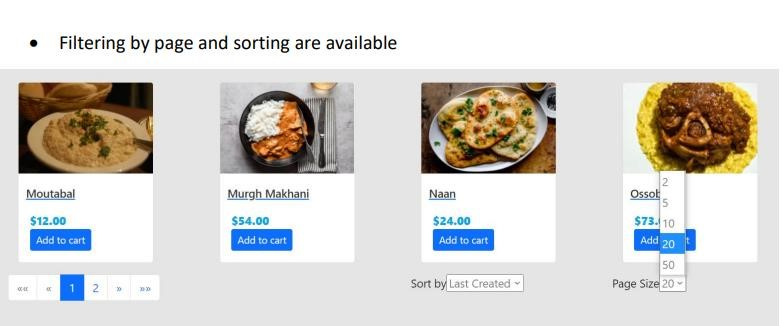 • Filtering by page and sorting are available
Moutabal
$12.00
Add to cart
Murgh Makhani
$54.00
Add to cart
Naan
$24.00
Add to cart
Ossob
$73.
Add t
2
5
10
20
50
«« « 1 2 » »»
Sort by Last Created
Page Size 20